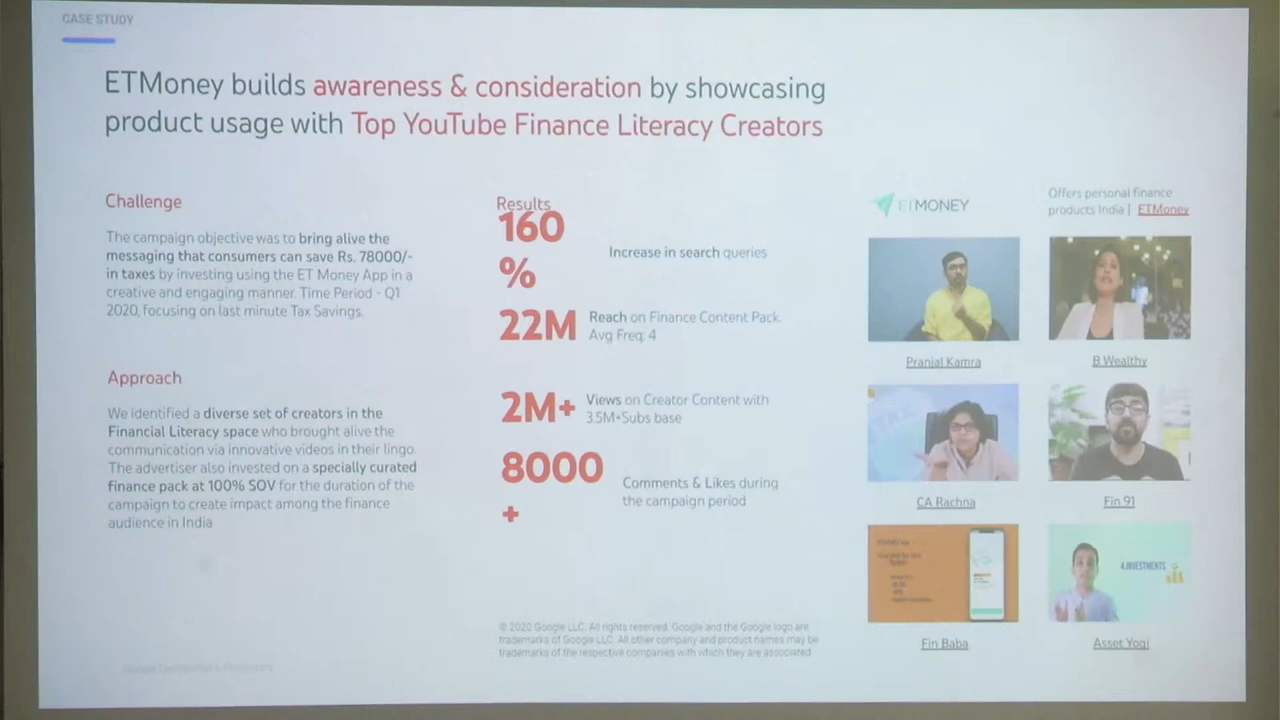 CASE STUDY
ETMoney builds awareness & consideration by showcasing
product usage with Top YouTube Finance Literacy Creators
Challenge
The campaign objective was to bring alive the
messaging that consumers can save Rs. 78000/-
in taxes by investing using the ET Money App in a
creative and engaging manner. Time Period - Q1
2020, focusing on last minute Tax Savings.
Approach
We identified a diverse set of creators in the
Financial Literacy space who brought alive the
communication via innovative videos in their lingo.
The advertiser also invested on a specially curated
finance pack at 100% SOV for the duration of the
campaign to create impact among the finance
audience in India
Results
160
%
Increase in search queries
22M
Reach on Finance Content Pack.
Avg Freq: 4
2M+
Views on Creator Content with
3.5M+Subs base
8000
+
Comments & Likes during
the campaign period
© 2020 Google LLC. All rights reserved. Google and the Google logo are
trademarks of Google LLC. All other company and product names may be
trademarks of the respective companies with which they are associated.
ETMONEY
Offers personal finance
products India | ETMoney
Pranjal Kamra
B Wealthy
CA Rachna
Fin 91
4.INVESTMENTS
Fin Baba
Asset Yogi